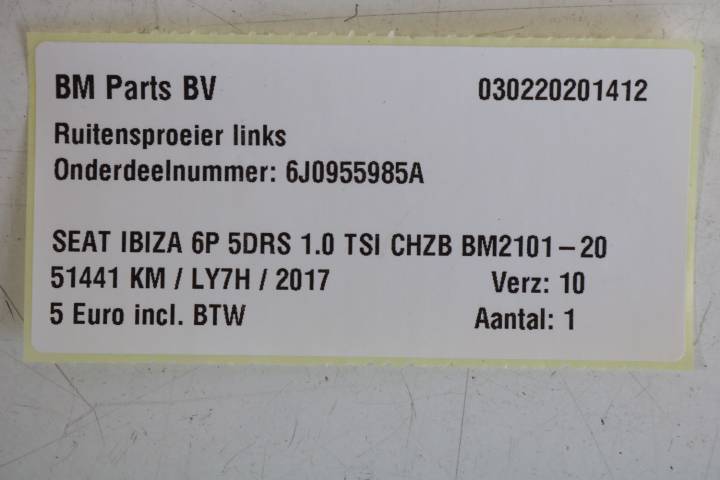 BM Parts BV 030220201412
Ruitensproeier links
Onderdeelnummer: 6J0955985A
SEAT IBIZA 6P 5DRS 1.0 TSI CHZB BM2101-20
51441 KM / LY7H / 2017 Verz: 10
5 Euro incl. BTW Aantal: 1